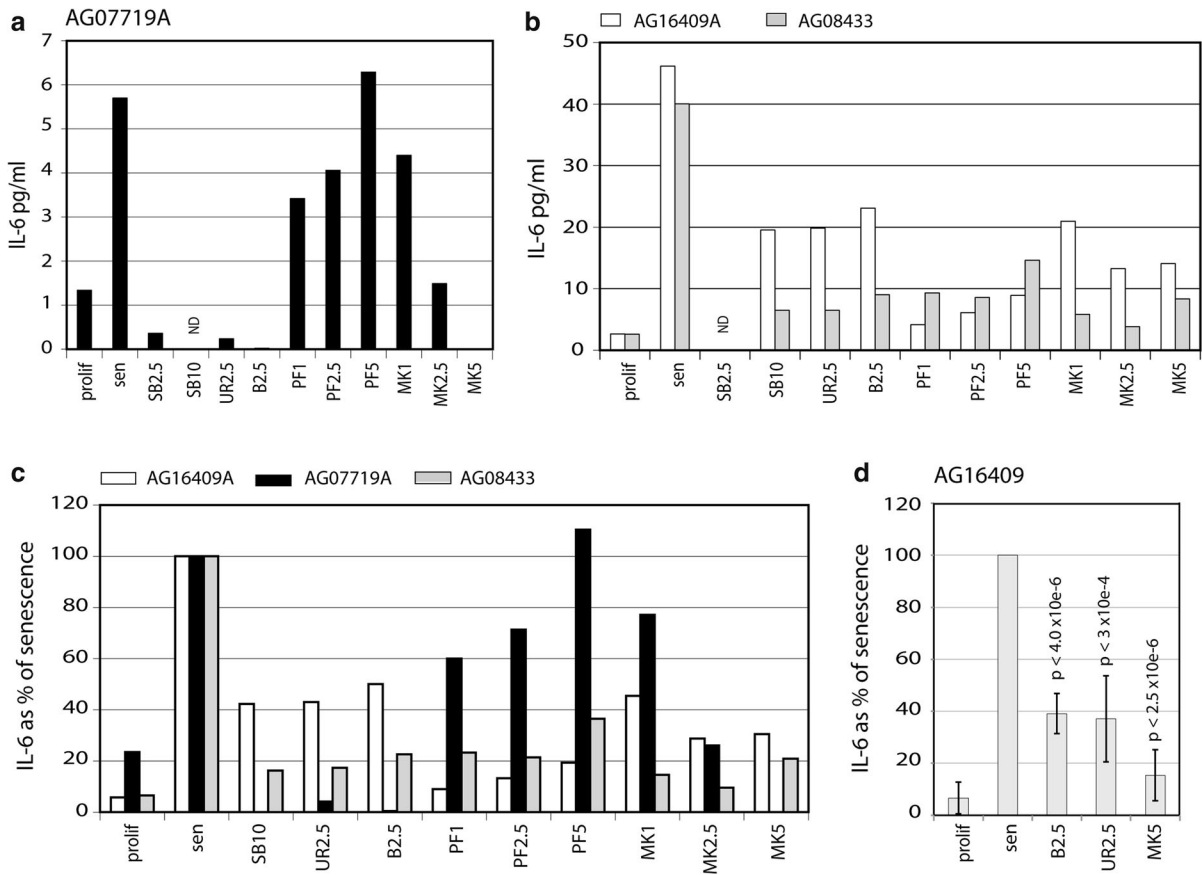 a AG07719A
IL-6 pg/ml
7
6
5
4
3
2
1
0
ND
prolif
sen
SB2.5
SB10
UR2.5
B2.5
PF1
PF2.5
PF5
MK1
MK2.5
MK5
b AG16409A AG08433
IL-6 pg/ml
50
40
30
20
10
0
ND
prolif
sen
SB2.5
SB10
UR2.5
B2.5
PF1
PF2.5
PF5
MK1
MK2.5
MK5
c AG16409A AG07719A AG08433
IL-6 as % of senescence
120
100
80
60
40
20
0
prolif
sen
SB10
UR2.5
B2.5
PF1
PF2.5
PF5
MK1
MK2.5
MK5
d AG16409
IL-6 as % of senescence
120
100
80
60
40
20
0
p < 4.0 x10e-6
p < 3 x10e-4
p < 2.5 x10e-6
prolif
sen
B2.5
UR2.5
MK5